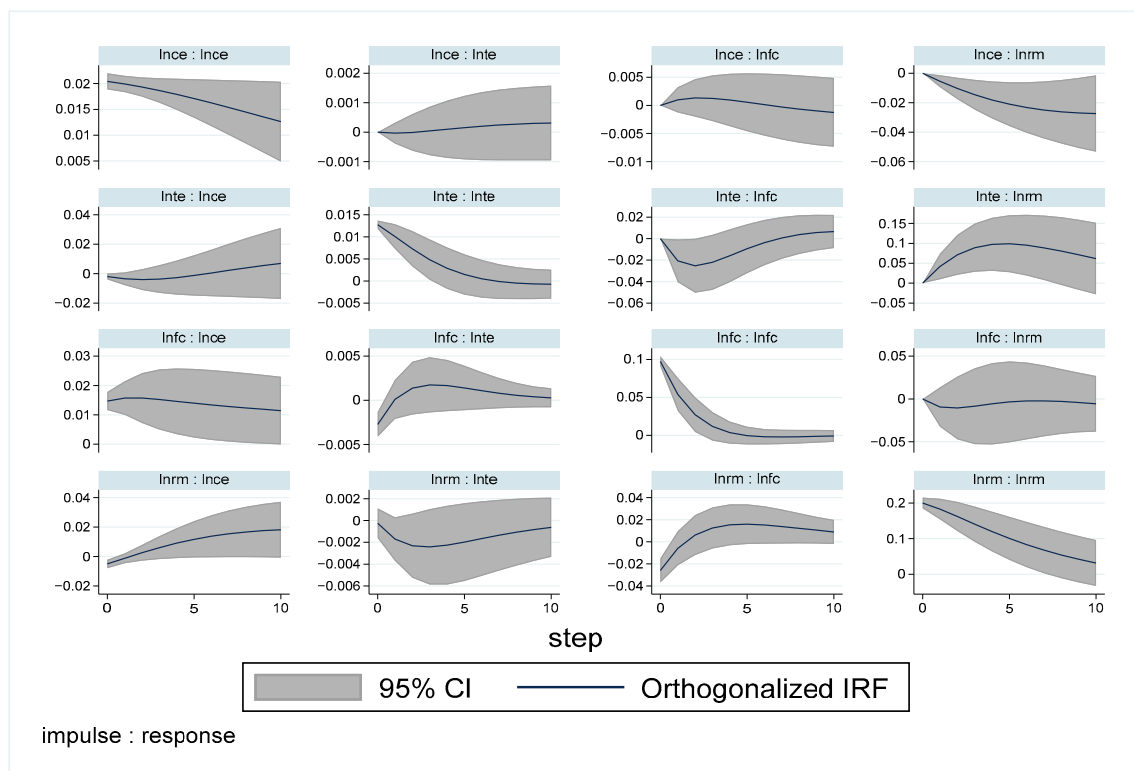 lnce : lnce
0.02
0.015
0.01
0.005
lnce : lnte
0.002
0.001
0
−0.001
lnce : lnfc
0.005
0
−0.005
−0.01
lnce : lnrm
0
−0.02
−0.04
−0.06
lnte : lnce
0.04
0.02
0
−0.02
lnte : lnte
0.015
0.01
0.005
0
−0.005
lnte : lnfc
0.02
0
−0.02
−0.04
−0.06
lnte : lnrm
0.15
0.1
0.05
0
−0.05
lnfc : lnce
0.03
0.02
0.01
0
lnfc : lnte
0.005
0
−0.005
lnfc : lnfc
0.1
0.05
0
lnfc : lnrm
0.05
0
−0.05
lnrm : lnce
0.04
0.02
0
−0.02
0 5 10
lnrm : lnte
0.002
0
−0.002
−0.004
−0.006
0 5 10
lnrm : lnfc
0.04
0.02
0
−0.02
−0.04
0 5 10
lnrm : lnrm
0.2
0.1
0
0 5 10
step
95% CI Orthogonalized IRF
impulse : response